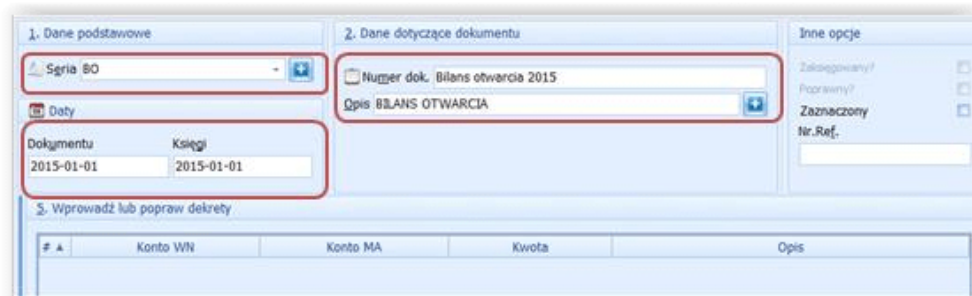 1. Dane podstawowe
Seria BO
Daty
Dokumentu Księgi
2015-01-01 2015-01-01
2. Dane dotyczące dokumentu
Numer dok. Bilans otwarcia 2015
Opis BILANS OTWARCIA
Inne opcje
Zaksięgowany?
Poprawny?
Zaznaczony
Nr.Ref.
5. Wprowadź lub popraw dekrety
# Konto WN Konto MA Kwota Opis